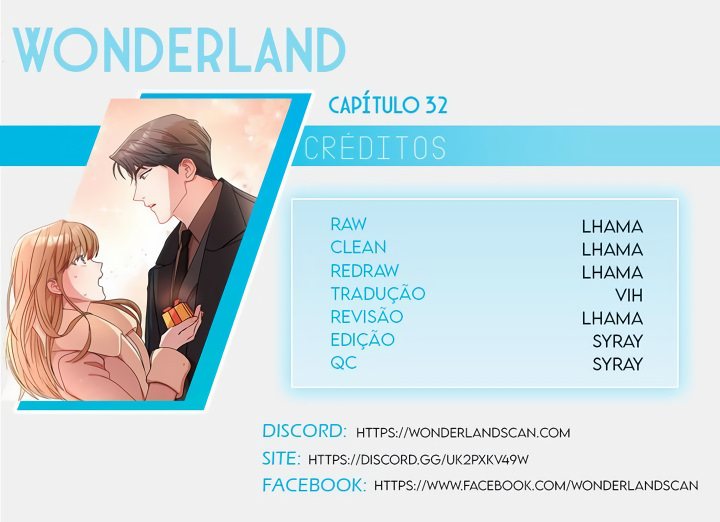 WONDERLAND
CAPÍTULO 32
CRÉDITOS
RAW LHAMA
CLEAN LHAMA
REDRAW LHAMA
TRADUÇÃO VIH
REVISÃO LHAMA
EDIÇÃO SYRAY
QC SYRAY
DISCORD: HTTPS://WONDERLANDSCAN.COM
SITE: HTTPS://DISCORD.GG/UK2PXKV49W
FACEBOOK: HTTPS://WWW.FACEBOOK.COM/WONDERLANDSCAN